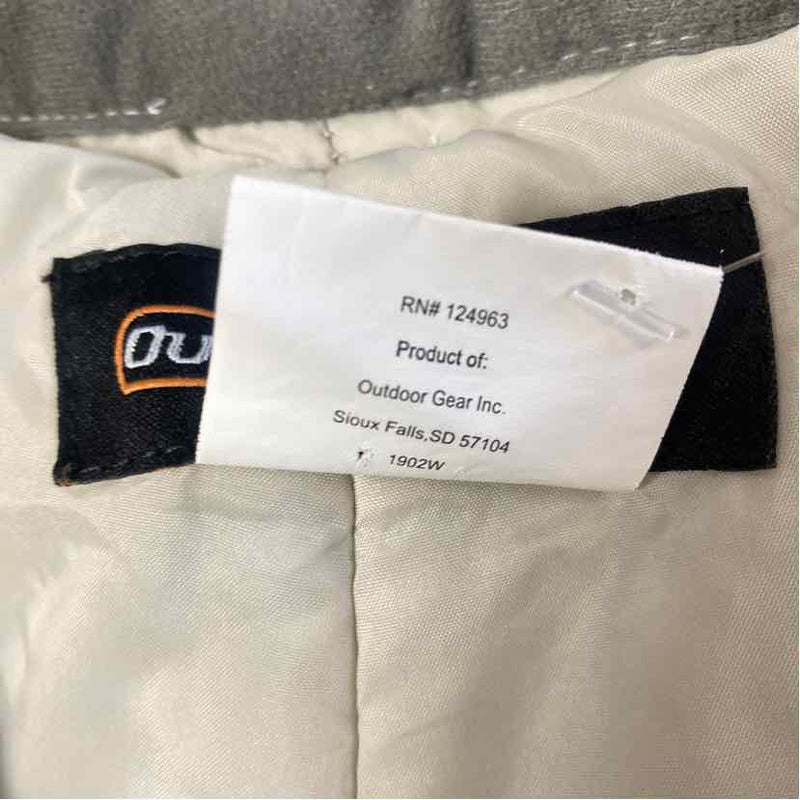 RN# 124963
Product of:
Outdoor Gear Inc.
Sioux Falls,SD 57104
1902W